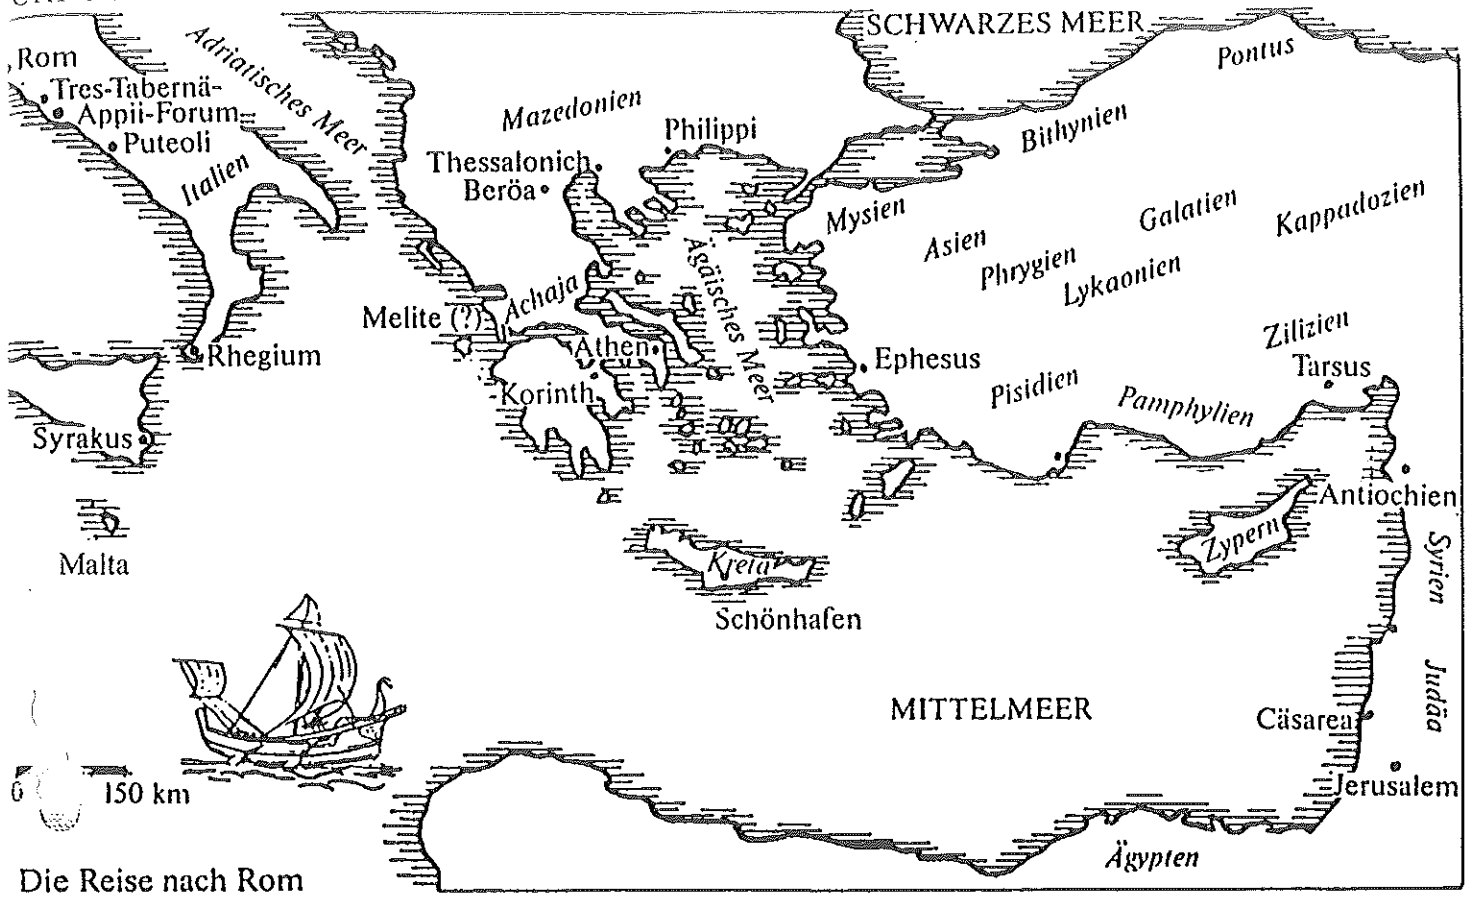 SCHWARZES MEER
Rom
Adriatisches Meer
Pontus
Tres-Tabernä-
Appii-Forum
Mazedonien
Philippi
Bithynien
Puteoli
Thessalonich
Italien
Beröa
Mysien
Galatien
Kappadozien
Asien
Ägäisches Meer
Phrygien
Lykaonien
Achaja
Melite (?)
Zilizien
Rhegium
Athen
Ephesus
Tarsus
Korinth
Pisidien
Pamphylien
Syrakus
Antiochien
Malta
Kreta
Zypern
Syrien
Schönhafen
Judäa
MITTELMEER
Cäsarea
0 150 km
Jerusalem
Ägypten
Die Reise nach Rom